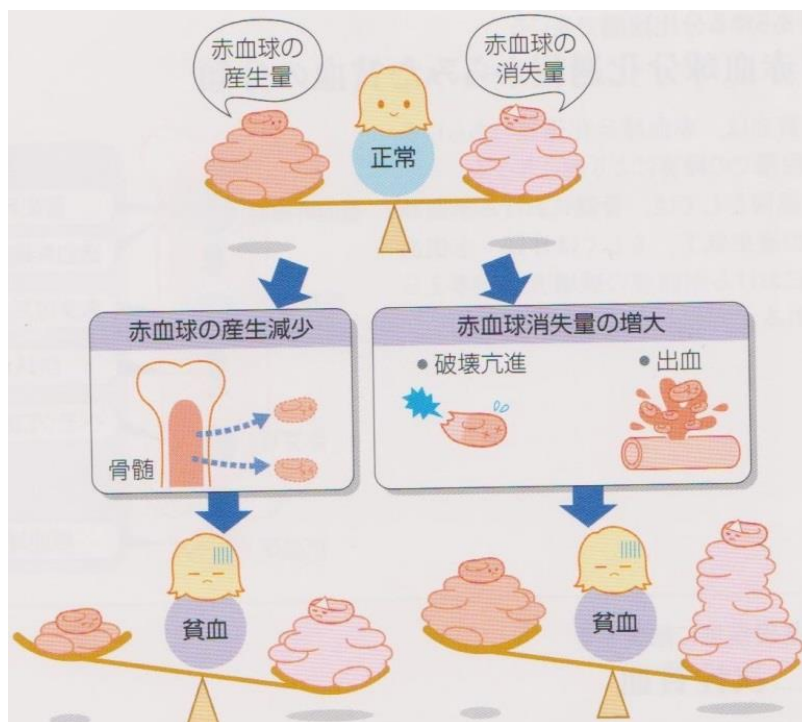 赤血球の
産生量
赤血球の
消失量
正常
赤血球の産生減少
骨髄
赤血球消失量の増大
● 破壊亢進
● 出血
貧血
貧血